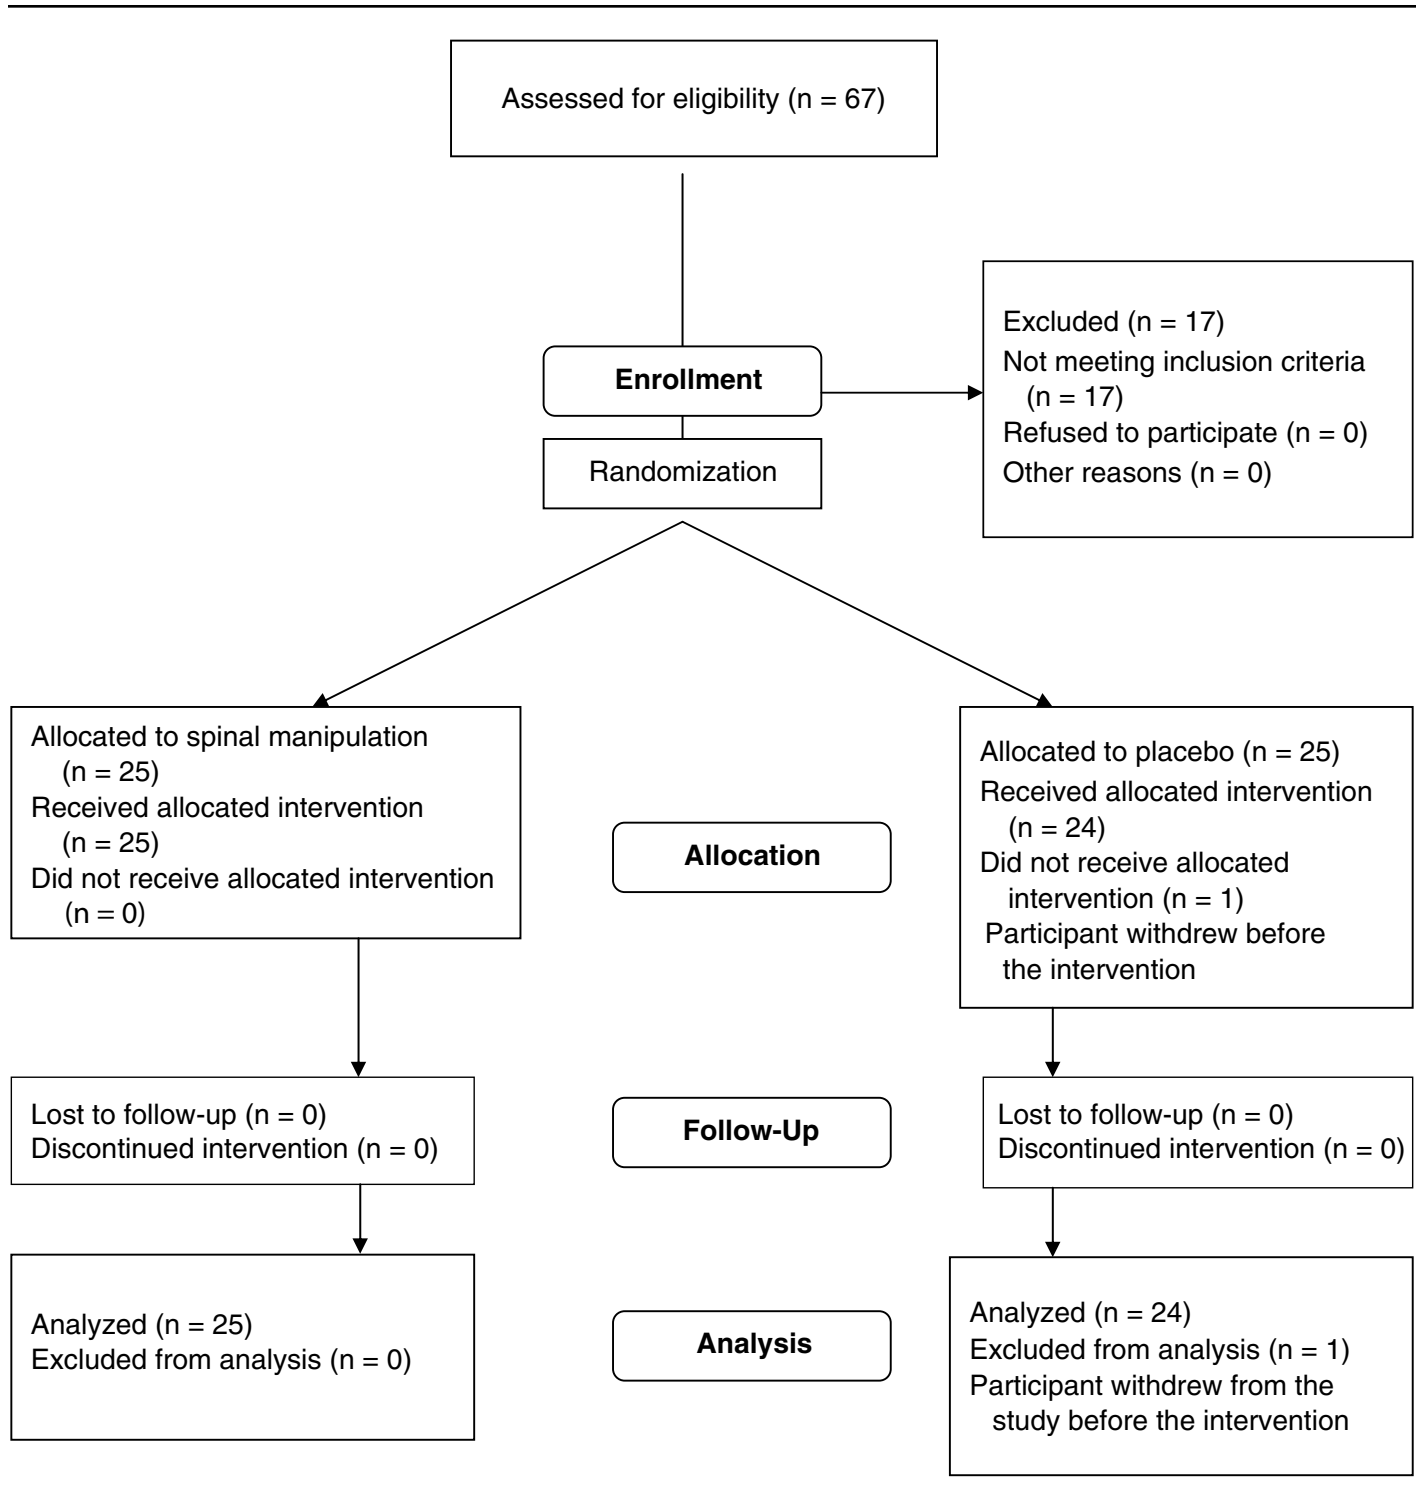 Assessed for eligibility (n = 67)
Enrollment
Excluded (n = 17)
Not meeting inclusion criteria
(n = 17)
Refused to participate (n = 0)
Other reasons (n = 0)
Randomization
Allocated to spinal manipulation
(n = 25)
Received allocated intervention
(n = 25)
Did not receive allocated intervention
(n = 0)
Allocation
Allocated to placebo (n = 25)
Received allocated intervention
(n = 24)
Did not receive allocated
intervention (n = 1)
Participant withdrew before
the intervention
Lost to follow-up (n = 0)
Discontinued intervention (n = 0)
Follow-Up
Lost to follow-up (n = 0)
Discontinued intervention (n = 0)
Analyzed (n = 25)
Excluded from analysis (n = 0)
Analysis
Analyzed (n = 24)
Excluded from analysis (n = 1)
Participant withdrew from the
study before the intervention